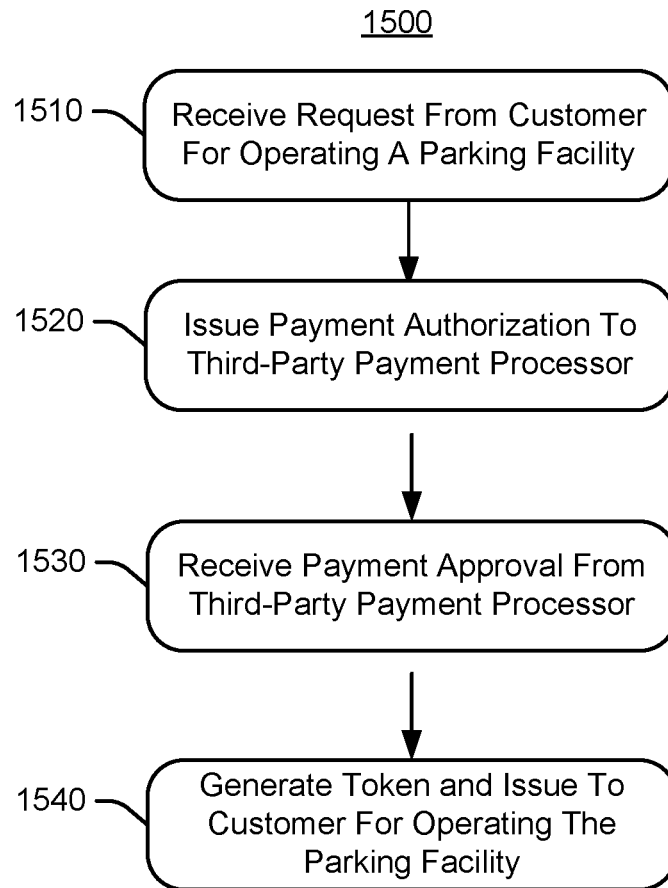 1500
1510
Receive Request From Customer
For Operating A Parking Facility
1520
Issue Payment Authorization To
Third-Party Payment Processor
1530
Receive Payment Approval From
Third-Party Payment Processor
1540
Generate Token and Issue To
Customer For Operating The
Parking Facility